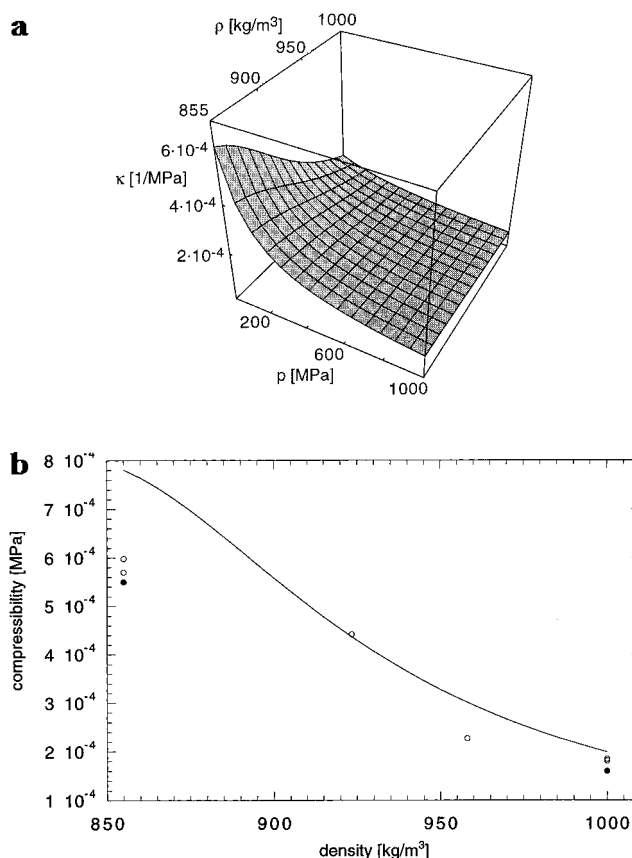 a
ρ [kg/m³]
1000
950
900
855
6·10⁻⁴
κ [1/MPa]
4·10⁻⁴
2·10⁻⁴
200
600
p [MPa]
1000
b
8 10⁻⁴
7 10⁻⁴
6 10⁻⁴
5 10⁻⁴
4 10⁻⁴
3 10⁻⁴
2 10⁻⁴
1 10⁻⁴
compressibility [MPa]
850 900 950 1000
density [kg/m³]